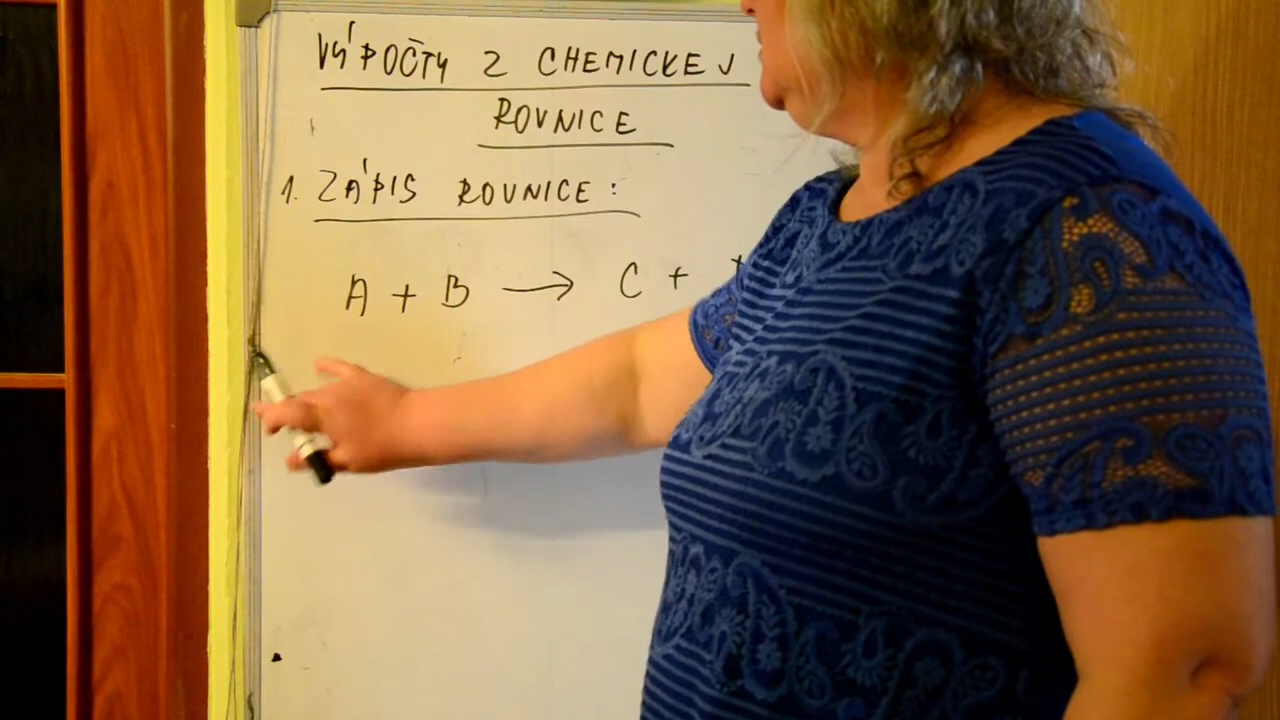 VÝPOČTY Z CHEMICKEJ
ROVNICE
1. ZÁPIS ROVNICE:
A + B → C +